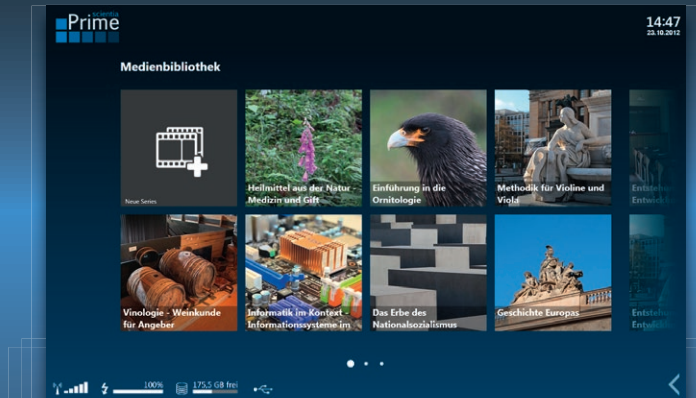 scientia
Prime
14:47
23.10.2012
Medienbibliothek
Neue Series
Heilmittel aus der Natur
Medizin und Gift
Einführung in die
Ornitologie
Methodik für Violine und
Viola
Entsteh
Entwick
Vinologie - Weinkunde
für Angeber
Informatik im Kontext -
Informationssysteme im
Das Erbe des
Nationalsozialismus
Geschichte Europas
100%
175,5 GB frei